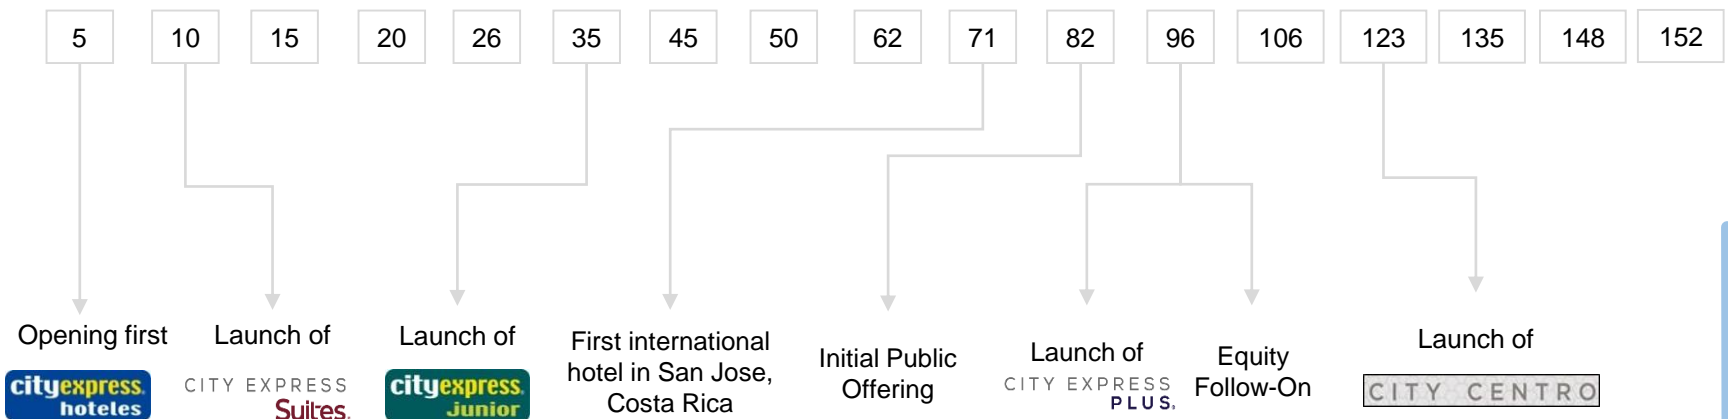 5 10 15 20 26 35 45 50 62 71 82 96 106 123 135 148 152
Opening first
cityexpress.
hoteles
Launch of
CITY EXPRESS
Suites.
Launch of
cityexpress.
Junior
First international
hotel in San Jose,
Costa Rica
Initial Public
Offering
Launch of
CITY EXPRESS
PLUS.
Equity
Follow-On
Launch of
CITY CENTRO